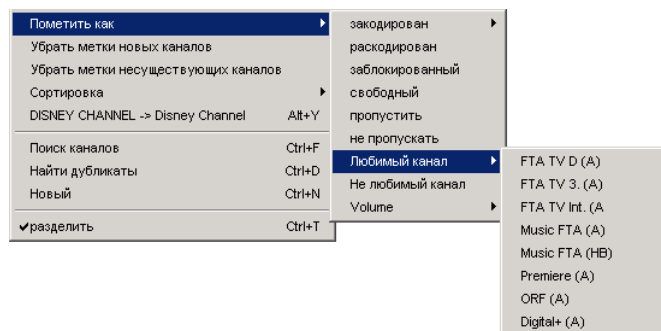 Пометить как
Убрать метки новых каналов
Убрать метки несуществующих каналов
Сортировка
DISNEY CHANNEL -> Disney Channel Alt+Y
Поиск каналов Ctrl+F
Найти дубликаты Ctrl+D
Новый Ctrl+N
разделить Ctrl+T
закодирован
раскодирован
заблокированный
свободный
пропустить
не пропускать
Любимый канал
Не любимый канал
Volume
FTA TV D (A)
FTA TV 3. (A)
FTA TV Int. (A
Music FTA (A)
Music FTA (HB)
Premiere (A)
ORF (A)
Digital+ (A)